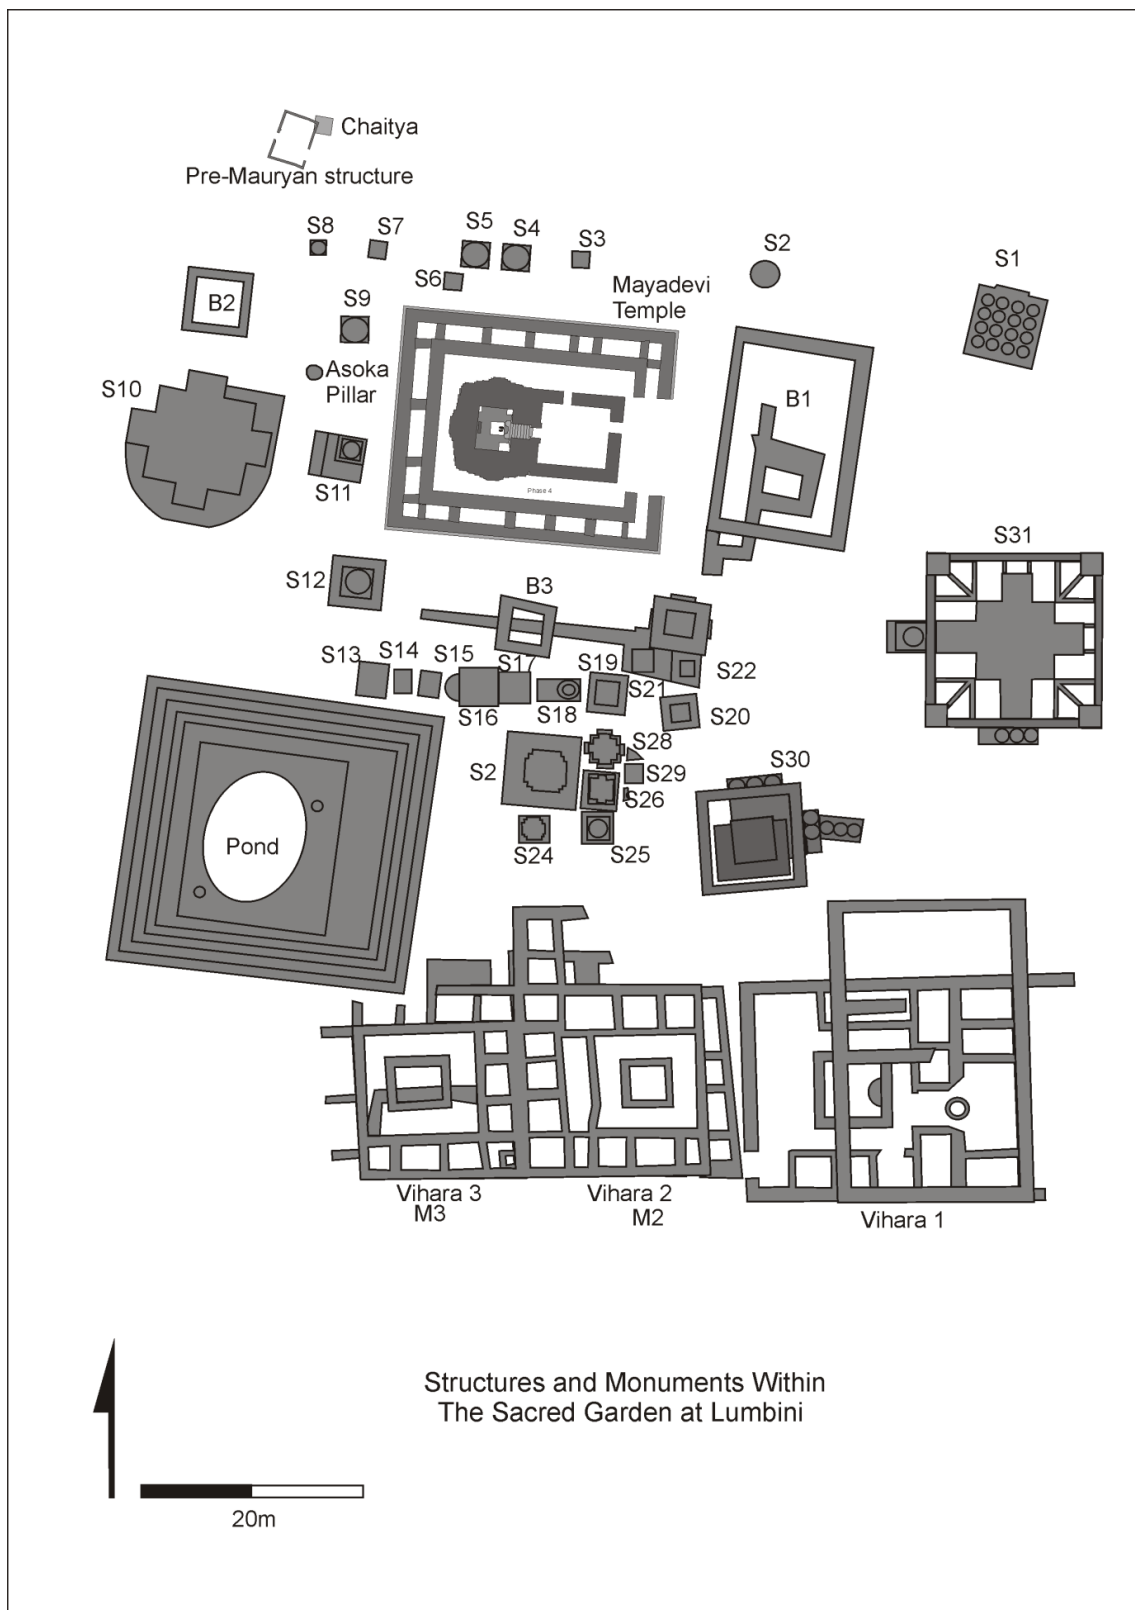 Chaitya
Pre-Mauryan structure
S8
S7
S5
S4
S3
S2
S1
S6
Mayadevi
Temple
B2
S9
Asoka
Pillar
S10
B1
S11
Phase 4
S31
S12
B3
S13
S14
S15
S17
S19
S22
S21
S16
S18
S20
S28
S2
S29
S30
S26
Pond
S24
S25
Vihara 3
M3
Vihara 2
M2
Vihara 1
Structures and Monuments Within
The Sacred Garden at Lumbini
20m